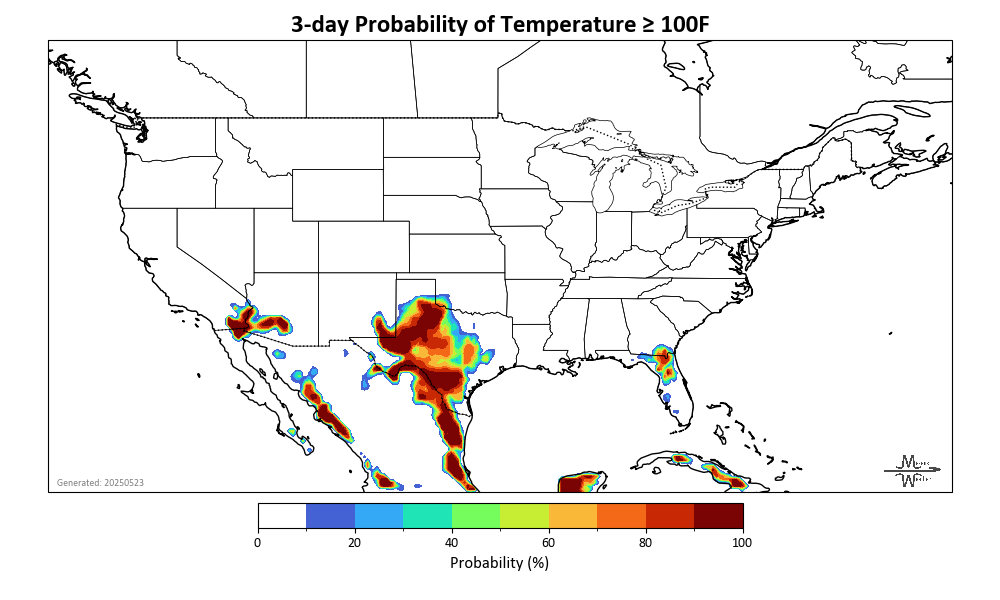 3-day Probability of Temperature ≥ 100F
Generated: 20250523
0 20 40 60 80 100
Probability (%)